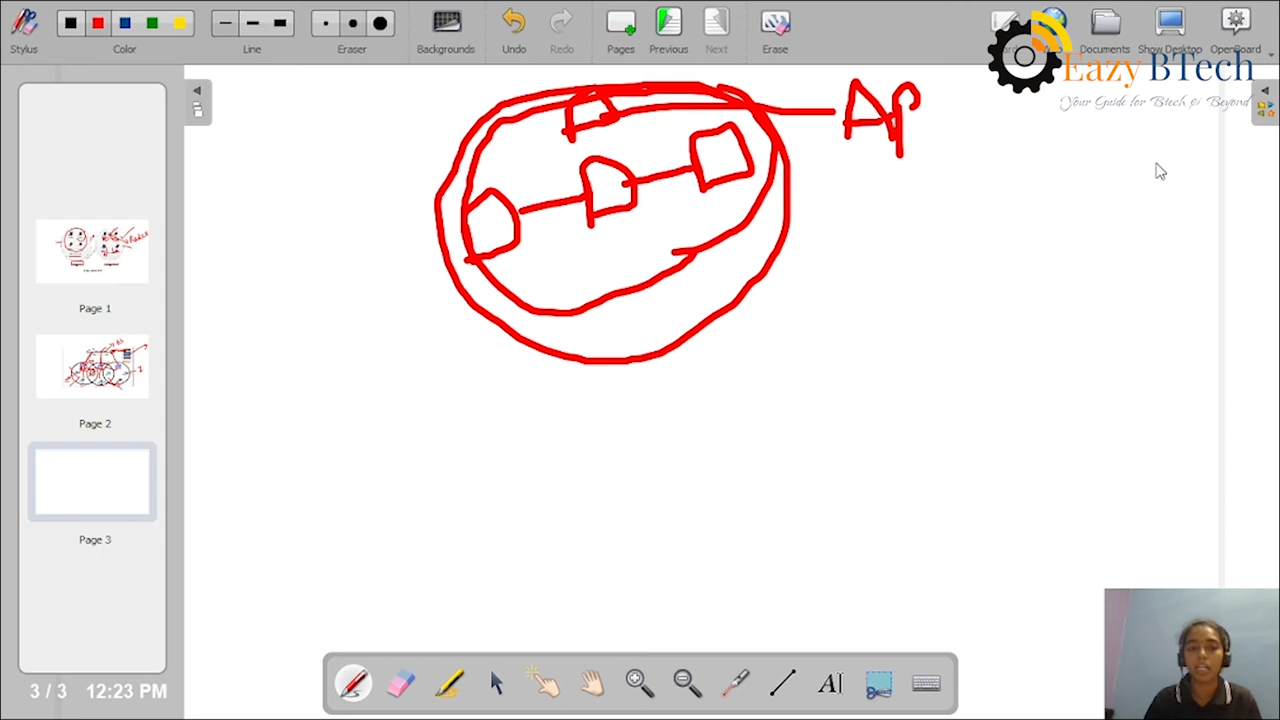 Stylus
Color
Line
Eraser
Backgrounds
Undo
Redo
Pages
Previous
Next
Erase
Documents
Show Desktop
OpenBoard
Eazy BTech
Your Guide for Btech & Beyond
AP
Page 1
Page 2
Page 3
3 / 3 12:23 PM